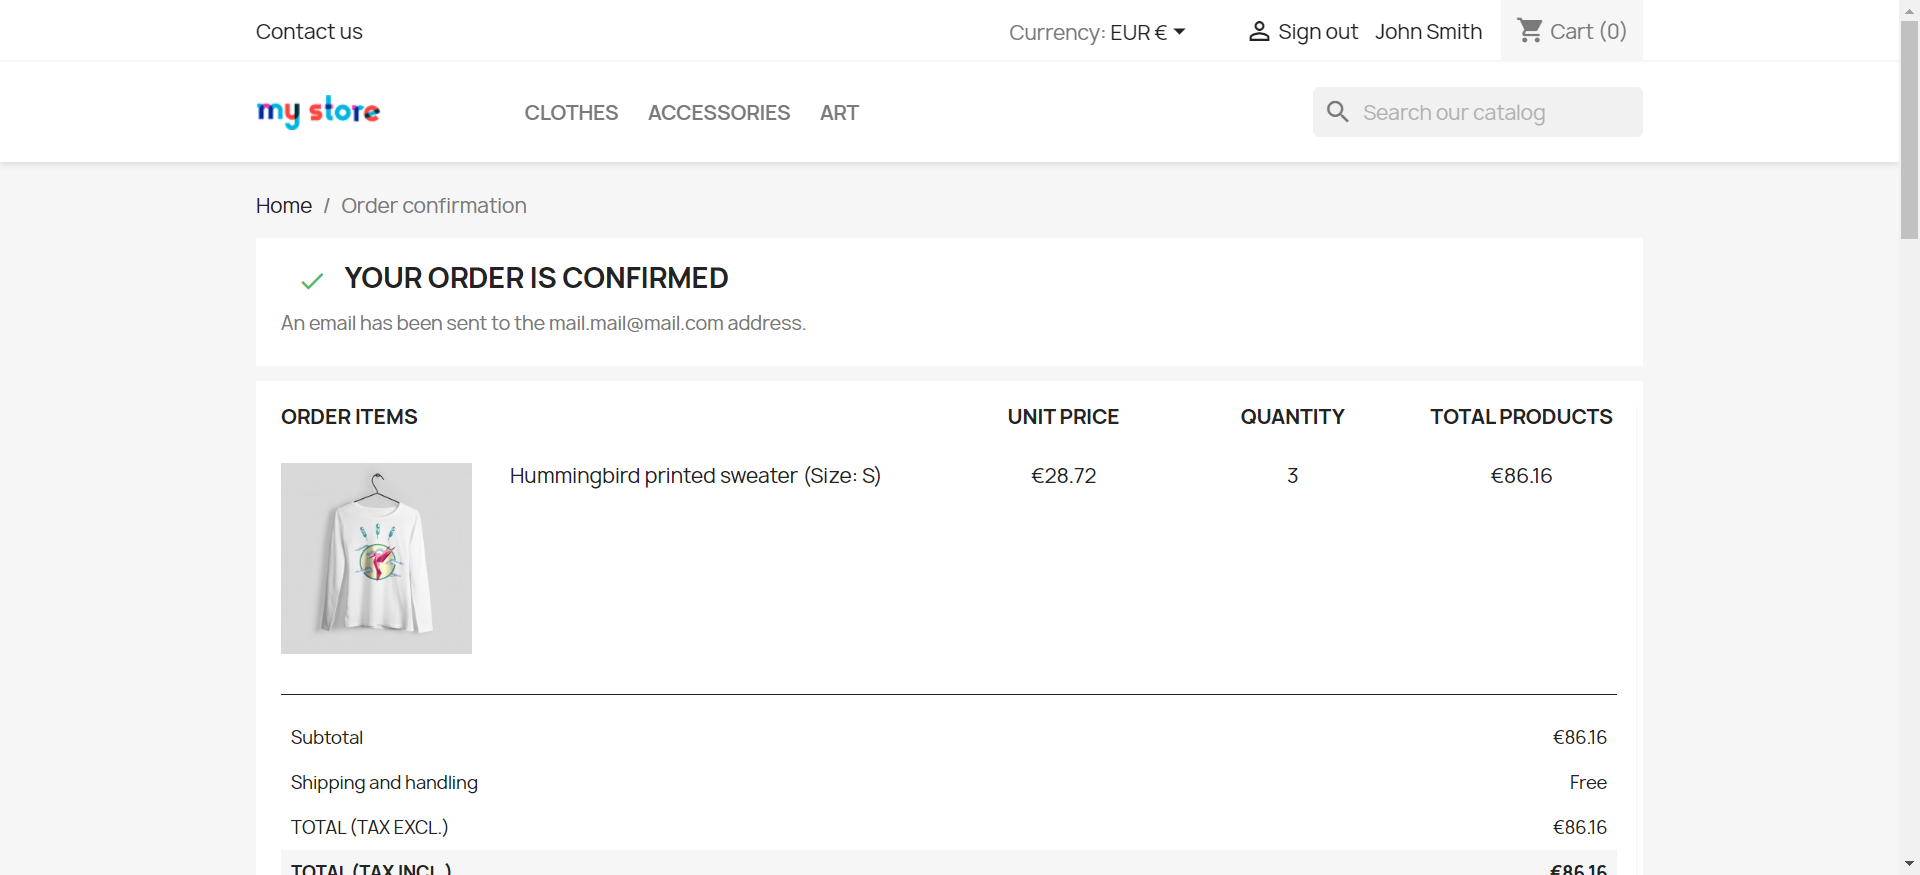 Contact us
Currency: EUR €
Sign out
John Smith
Cart (0)
my store
CLOTHES
ACCESSORIES
ART
Search our catalog
Home / Order confirmation
YOUR ORDER IS CONFIRMED
An email has been sent to the mail.mail@mail.com address.
ORDER ITEMS UNIT PRICE QUANTITY TOTAL PRODUCTS
Hummingbird printed sweater (Size: S) €28.72 3 €86.16
Subtotal €86.16
Shipping and handling Free
TOTAL (TAX EXCL.) €86.16
TOTAL (TAX INCL.) €86.16